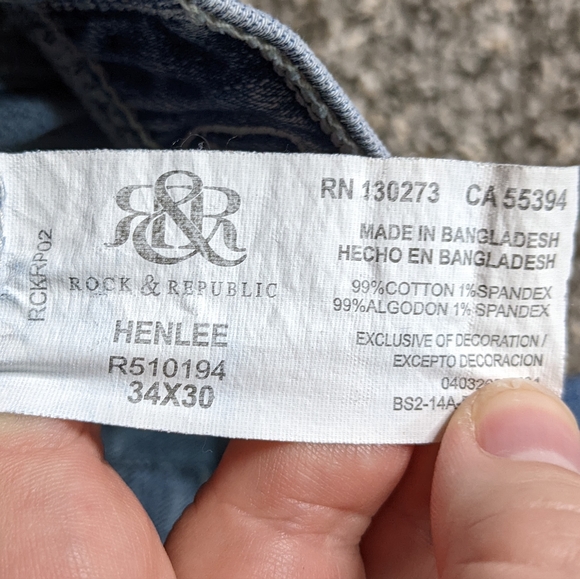 RCKRP02
R&R
ROCK & REPUBLIC
HENLEE
R510194
34X30
RN 130273 CA 55394
MADE IN BANGLADESH
HECHO EN BANGLADESH
99%COTTON 1%SPANDEX
99%ALGODON 1%SPANDEX
EXCLUSIVE OF DECORATION/
EXCEPTO DECORACION